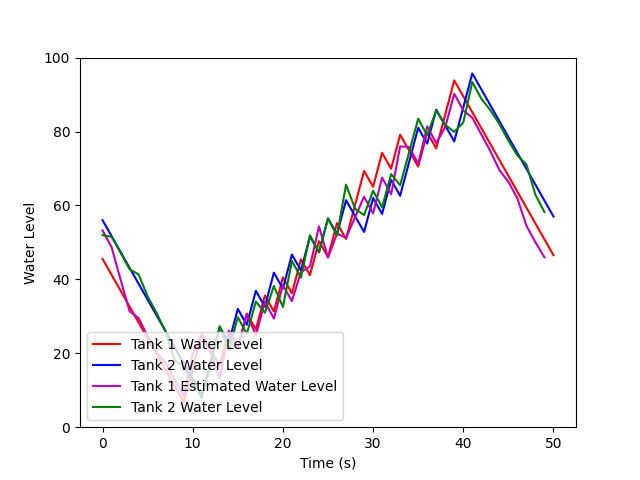 100
80
60
40
20
0
Water Level
Tank 1 Water Level
Tank 2 Water Level
Tank 1 Estimated Water Level
Tank 2 Water Level
0 10 20 30 40 50
Time (s)